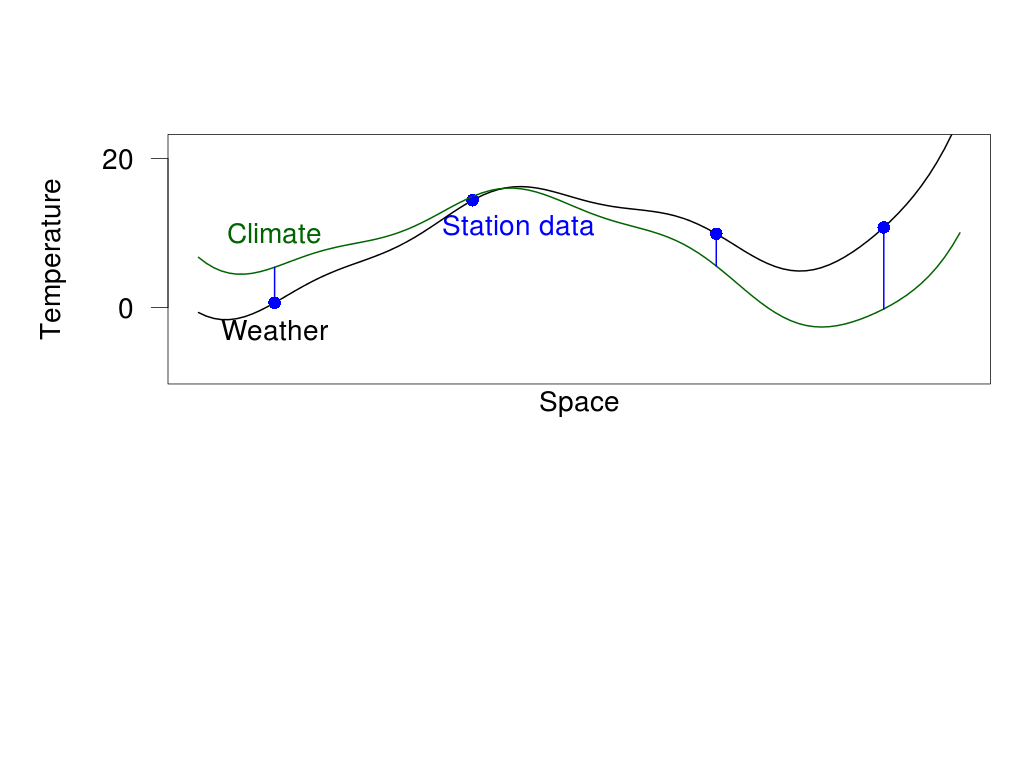 Temperature
20
0
Climate
Station data
Weather
Space